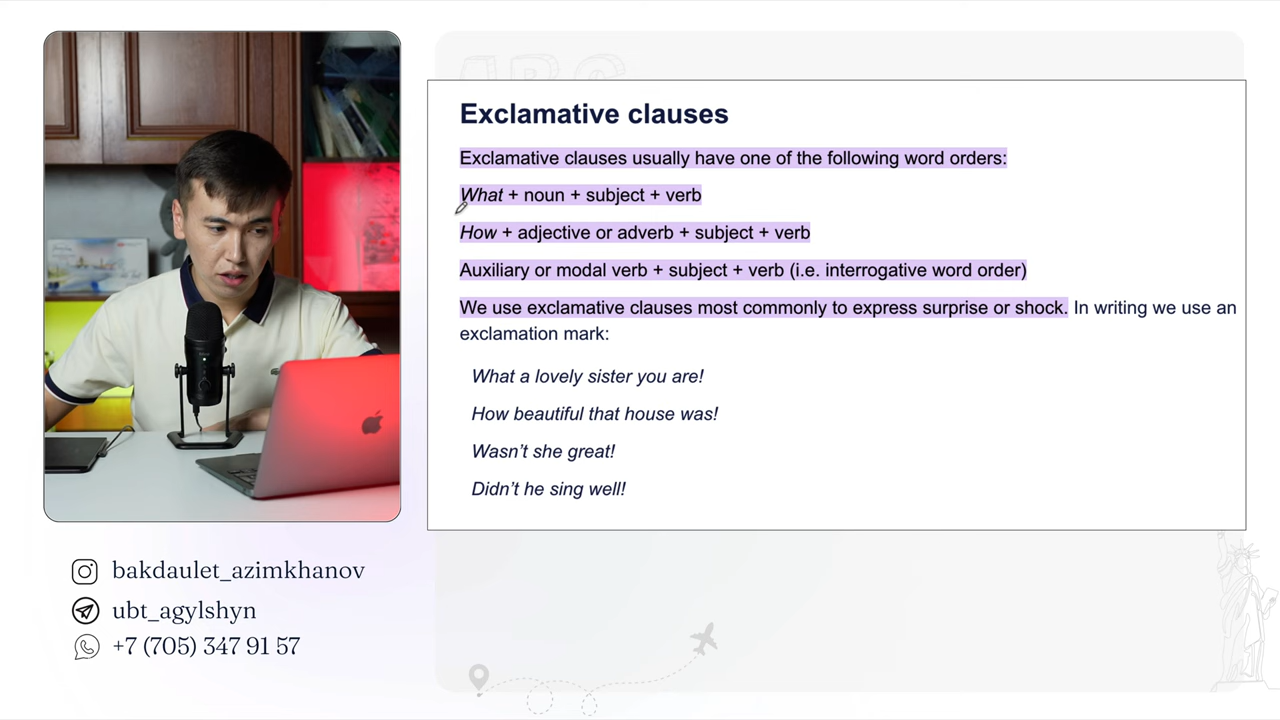 ABC
Exclamative clauses
Exclamative clauses usually have one of the following word orders:
What + noun + subject + verb
How + adjective or adverb + subject + verb
Auxiliary or modal verb + subject + verb (i.e. interrogative word order)
We use exclamative clauses most commonly to express surprise or shock. In writing we use an
exclamation mark:
What a lovely sister you are!
How beautiful that house was!
Wasn’t she great!
Didn’t he sing well!
bakdaulet_azimkhanov
ubt_agylshyn
+7 (705) 347 91 57